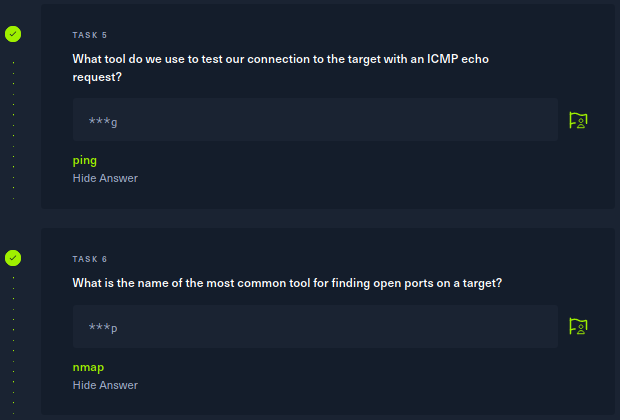 TASK 5
What tool do we use to test our connection to the target with an ICMP echo
request?
***g
ping
Hide Answer
TASK 6
What is the name of the most common tool for finding open ports on a target?
***p
nmap
Hide Answer